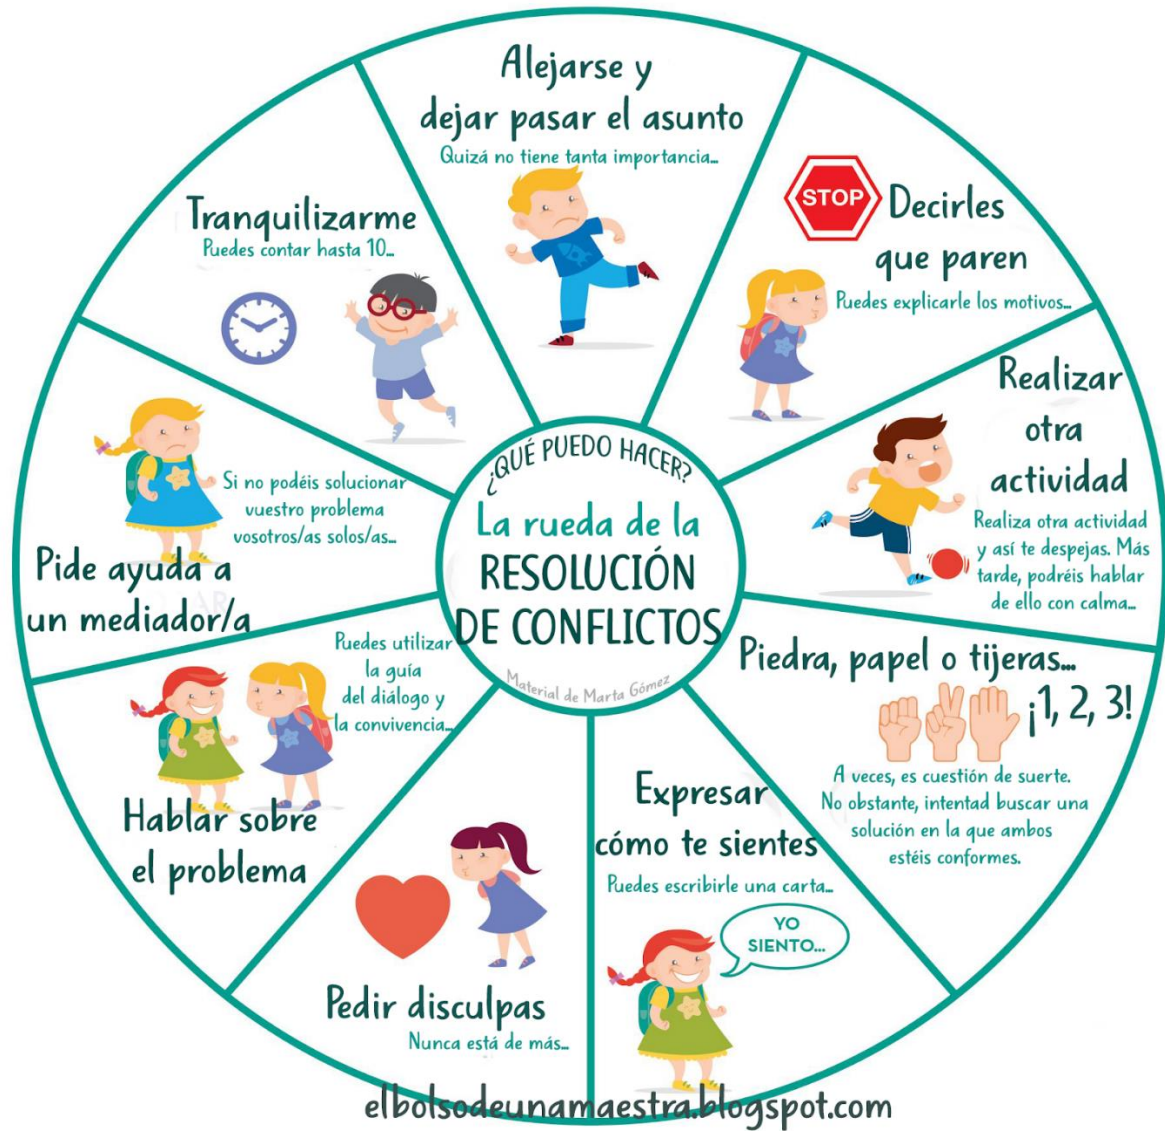 ¿QUÉ PUEDO HACER?
La rueda de la
RESOLUCIÓN
DE CONFLICTOS
Material de Marta Gómez
Alejarse y
dejar pasar el asunto
Quizá no tiene tanta importancia...
STOP
Decirles
que paren
Puedes explicarle los motivos...
Realizar
otra
actividad
Realiza otra actividad
y así te despejas. Más
tarde, podréis hablar
de ello con calma...
Piedra, papel o tijeras...
¡1, 2, 3!
A veces, es cuestión de suerte.
No obstante, intentad buscar una
solución en la que ambos
estéis conformes.
Expresar
cómo te sientes
Puedes escribirle una carta...
YO
SIENTO...
Pedir disculpas
Nunca está de más...
Puedes utilizar
la guía
del diálogo y
la convivencia...
Hablar sobre
el problema
Si no podéis solucionar
vuestro problema
vosotros/as solos/as...
Pide ayuda a
un mediador/a
Tranquilizarme
Puedes contar hasta 10...
elbolsodeunamaestra.blogspot.com